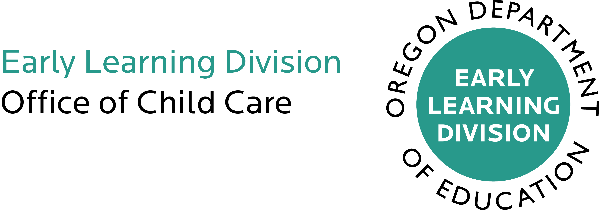 Early Learning Division
Office of Child Care
OREGON DEPARTMENT
EARLY
LEARNING
DIVISION
OF EDUCATION